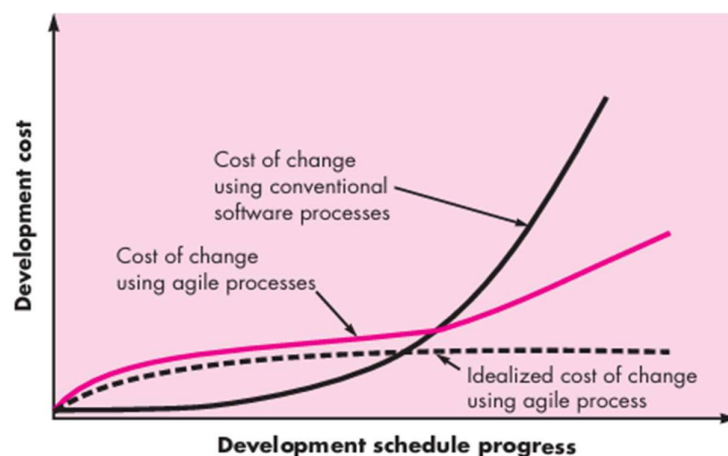 Development cost
Cost of change
using conventional
software processes
Cost of change
using agile processes
Idealized cost of change
using agile process
Development schedule progress